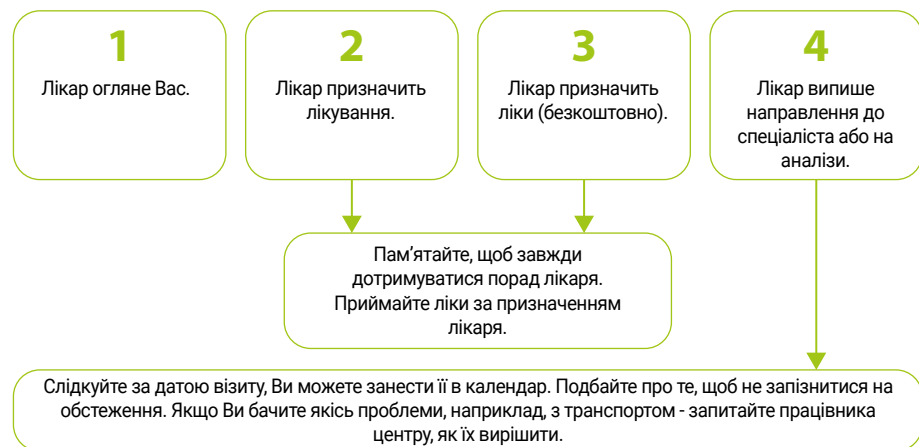 1
Лікар огляне Вас.
2
Лікар призначить
лікування.
3
Лікар призначить
ліки (безкоштовно).
4
Лікар випише
направлення до
спеціаліста або на
аналізи.
Пам’ятайте, щоб завжди
дотримуватися порад лікаря.
Приймайте ліки за призначенням
лікаря.
Слідкуйте за датою візиту, Ви можете занести її в календар. Подбайте про те, щоб не запізнитися на
обстеження. Якщо Ви бачите якісь проблеми, наприклад, з транспортом - запитайте працівника
центру, як їх вирішити.